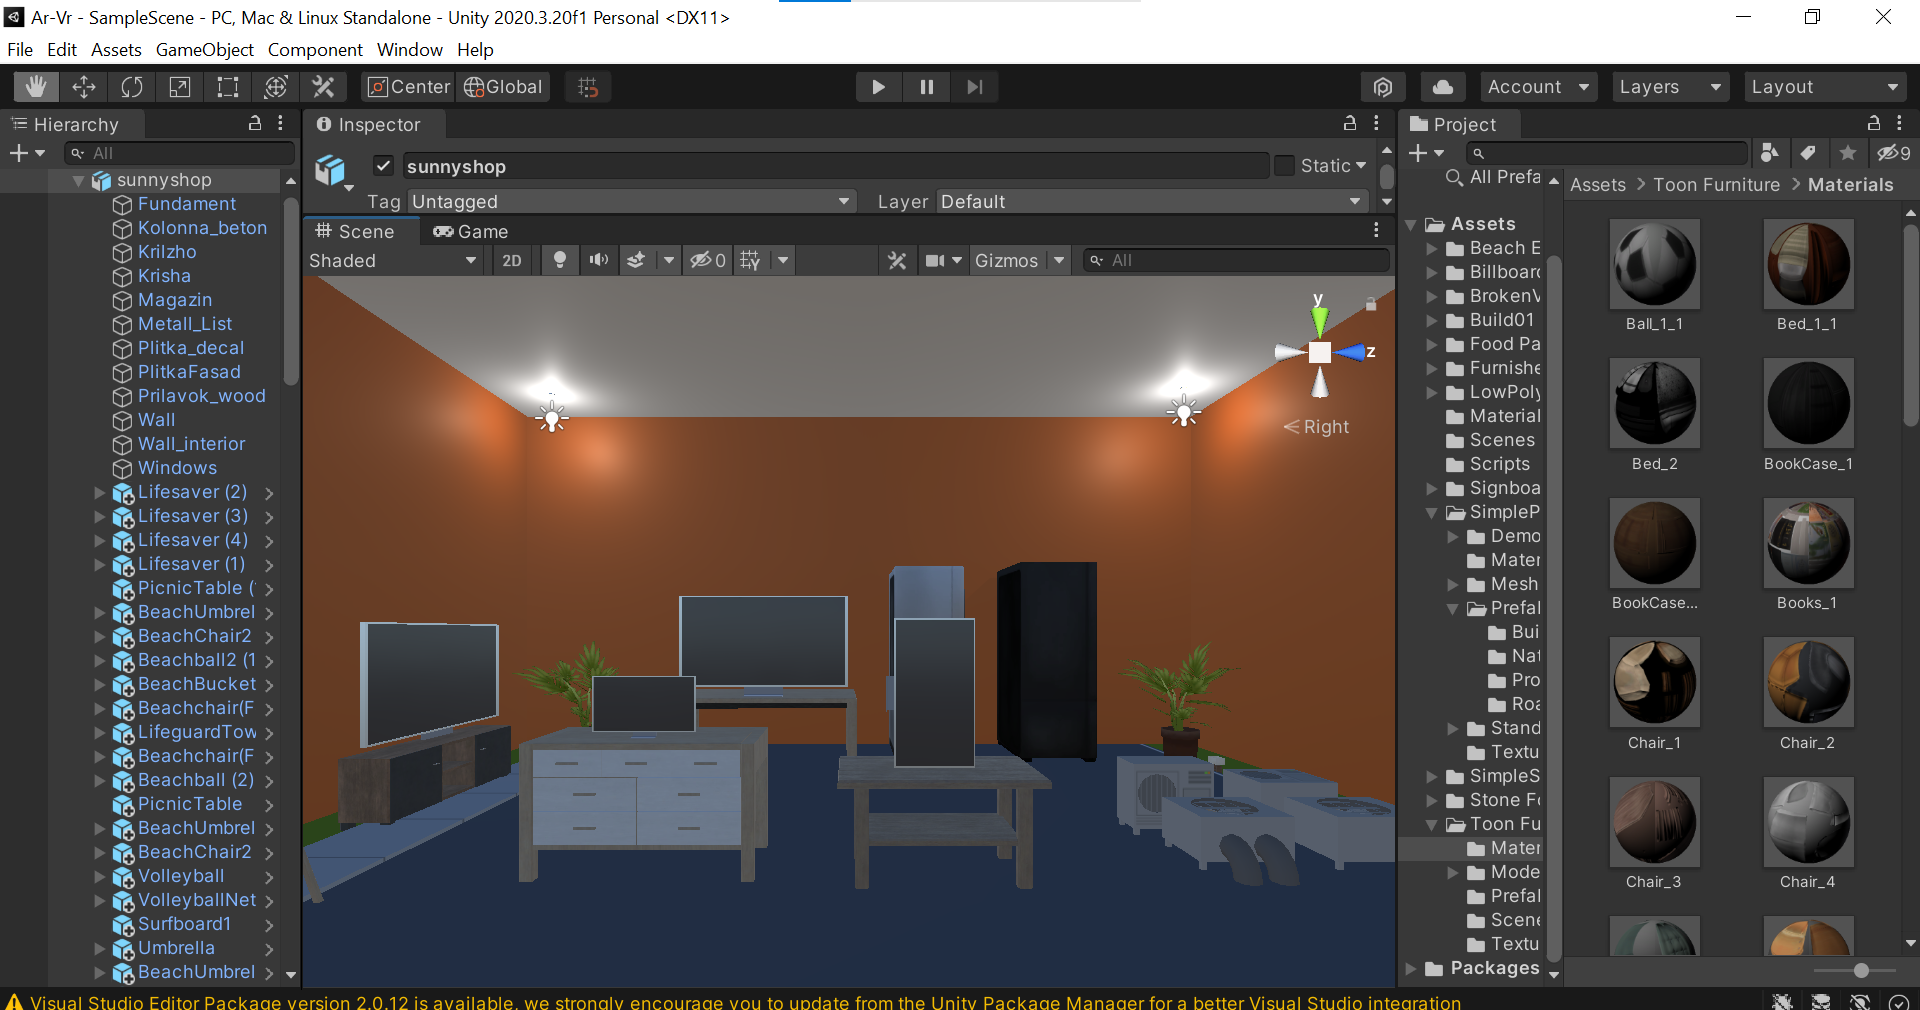 Ar-Vr - SampleScene - PC, Mac & Linux Standalone - Unity 2020.3.20f1 Personal <DX11>
File Edit Assets GameObject Component Window Help
Center Global Account Layers Layout
Hierarchy
All
sunnyshop
Fundament
Kolonna_beton
Krilzho
Krisha
Magazin
Metall_List
Plitka_decal
PlitkaFasad
Prilavok_wood
Wall
Wall_interior
Windows
Lifesaver (2)
Lifesaver (3)
Lifesaver (4)
Lifesaver (1)
PicnicTable (
BeachUmbrel
BeachChair2
Beachball2 (1
BeachBucket
Beachchair(F
LifeguardTow
Beachchair(F
Beachball (2)
PicnicTable
BeachUmbrel
BeachChair2
Volleyball
VolleyballNet
Surfboard1
Umbrella
BeachUmbrel
Inspector
sunnyshop
Static
Tag Untagged Layer Default
Scene Game
Shaded 2D 0 Gizmos All
y
z
Right
Project
9
All Prefa
Assets
Beach E
Billboard
BrokenV
Build01
Food Pa
Furnishe
LowPoly
Material
Scenes
Scripts
Signboa
SimpleP
Demo
Mater
Mesh
Prefal
Bui
Nat
Pro
Roa
Stand
Textu
SimpleS
Stone Fo
Toon Fu
Mater
Mode
Prefal
Scene
Textu
Packages
Assets > Toon Furniture > Materials
Ball_1_1 Bed_1_1
Bed_2 BookCase_1
BookCase... Books_1
Chair_1 Chair_2
Chair_3 Chair_4
Visual Studio Editor Package version 2.0.12 is available, we strongly encourage you to update from the Unity Package Manager for a better Visual Studio integration